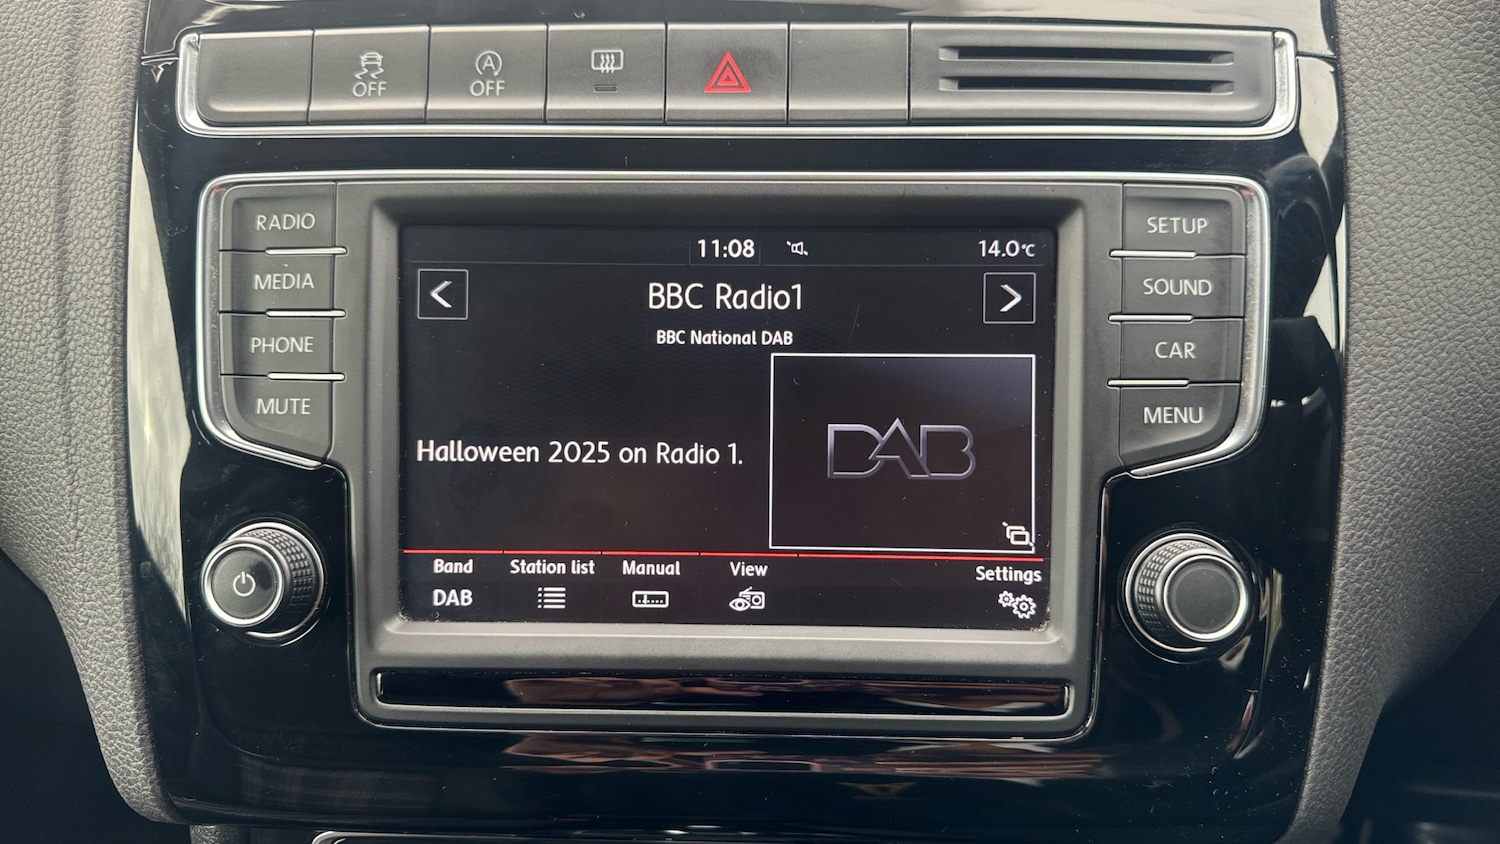 OFF
A
OFF
RADIO
MEDIA
PHONE
MUTE
11:08
14.0°C
BBC Radio1
BBC National DAB
Halloween 2025 on Radio 1.
DAB
Band
DAB
Station list
Manual
View
Settings
SETUP
SOUND
CAR
MENU